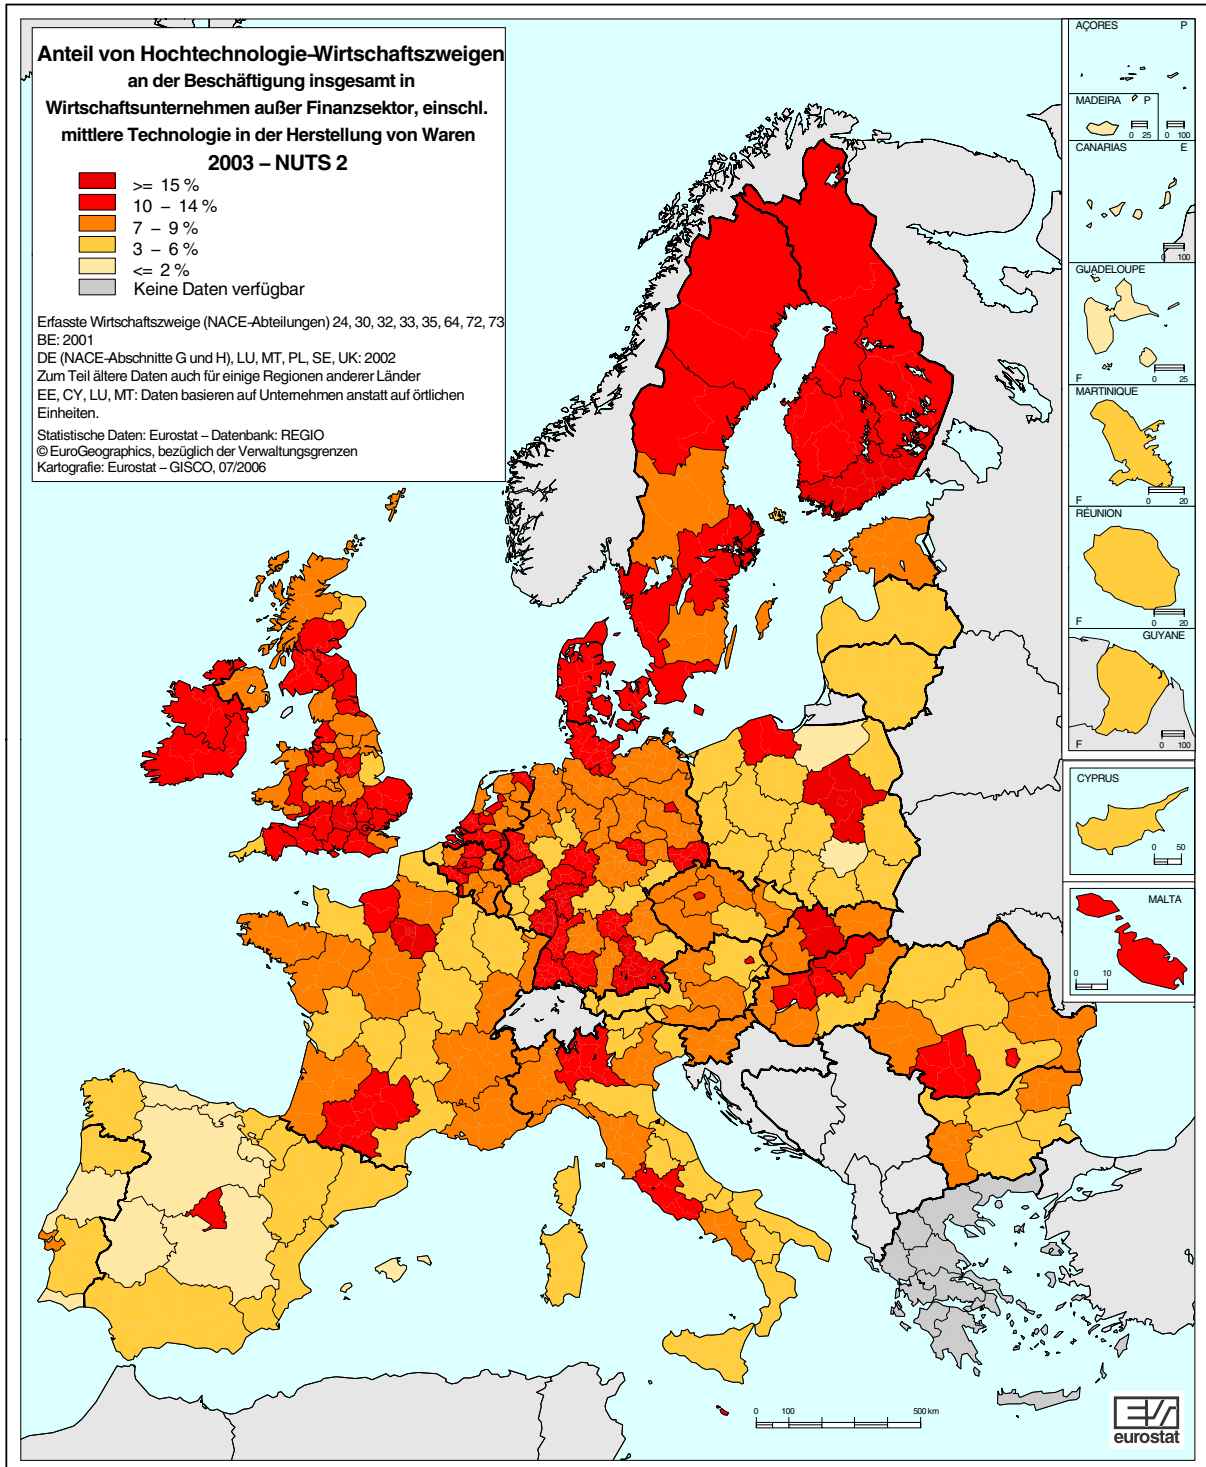 Anteil von Hochtechnologie–Wirtschaftszweigen
an der Beschäftigung insgesamt in
Wirtschaftsunternehmen außer Finanzsektor, einschl.
mittlere Technologie in der Herstellung von Waren
2003 – NUTS 2
>= 15 %
10 – 14 %
7 – 9 %
3 – 6 %
<= 2 %
Keine Daten verfügbar
Erfasste Wirtschaftszweige (NACE–Abteilungen) 24, 30, 32, 33, 35, 64, 72, 73
BE: 2001
DE (NACE–Abschnitte G und H), LU, MT, PL, SE, UK: 2002
Zum Teil ältere Daten auch für einige Regionen anderer Länder
EE, CY, LU, MT: Daten basieren auf Unternehmen anstatt auf örtlichen
Einheiten.
Statistische Daten: Eurostat – Datenbank: REGIO
© EuroGeographics, bezüglich der Verwaltungsgrenzen
Kartografie: Eurostat – GISCO, 07/2006
AÇORES P
MADEIRA P
0 25 0 100
CANARIAS E
0 100
GUADELOUPE
F 0 25
MARTINIQUE
F 0 20
RÉUNION
F 0 20
GUYANE
F 0 100
CYPRUS
0 50
MALTA
0 10
0 100 500 km
eurostat